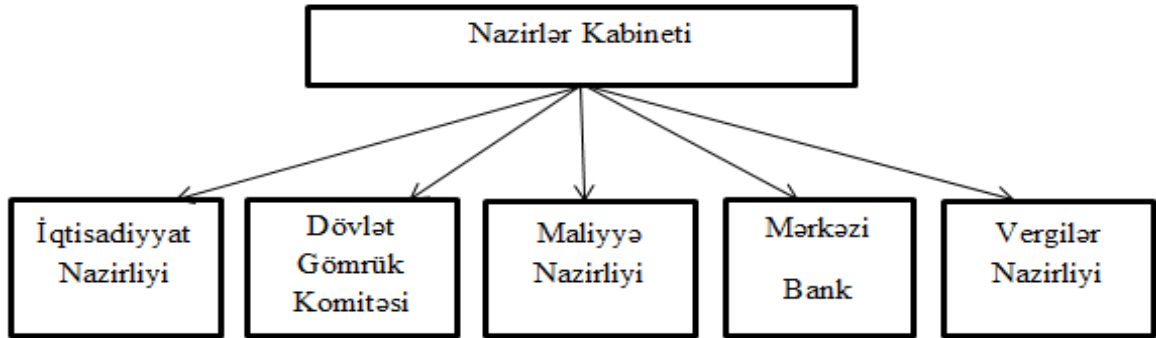 Nazirlər Kabineti
İqtisadiyyat
Nazirliyi
Dövlət
Gömrük
Komitəsi
Maliyyə
Nazirliyi
Mərkəzi
Bank
Vergilər
Nazirliyi